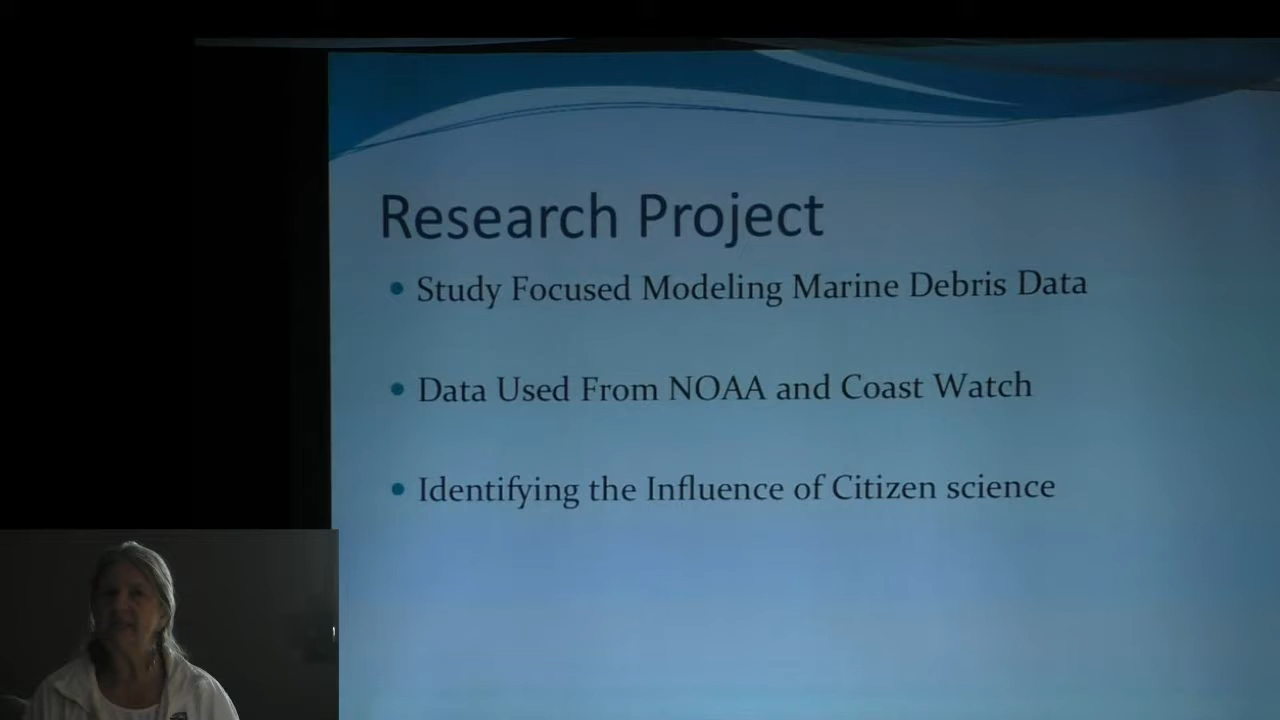 Research Project
• Study Focused Modeling Marine Debris Data
• Data Used From NOAA and Coast Watch
• Identifying the Influence of Citizen science